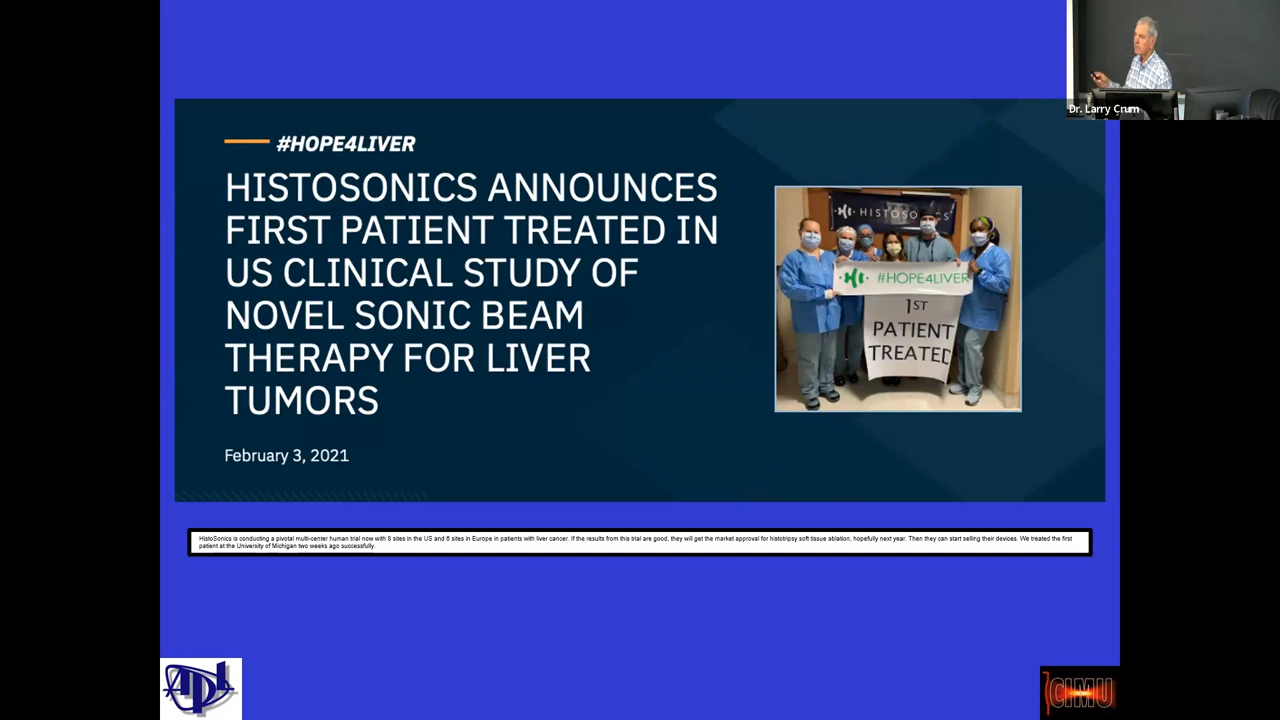 Dr. Larry Crum
#HOPE4LIVER
HISTOSONICS ANNOUNCES
FIRST PATIENT TREATED IN
US CLINICAL STUDY OF
NOVEL SONIC BEAM
THERAPY FOR LIVER
TUMORS
February 3, 2021
HISTOSONICS
#HOPE4LIVER
1ST
PATIENT
TREATED
HistoSonics is conducting a pivotal multi-center human trial now with 8 sites in the US and 6 sites in Europe in patients with liver cancer. If the results from this trial are good, they will get the market approval for histotripsy soft tissue ablation, hopefully next year. Then they can start selling their devices. We treated the first
patient at the University of Michigan two weeks ago successfully.
APL
CIMU